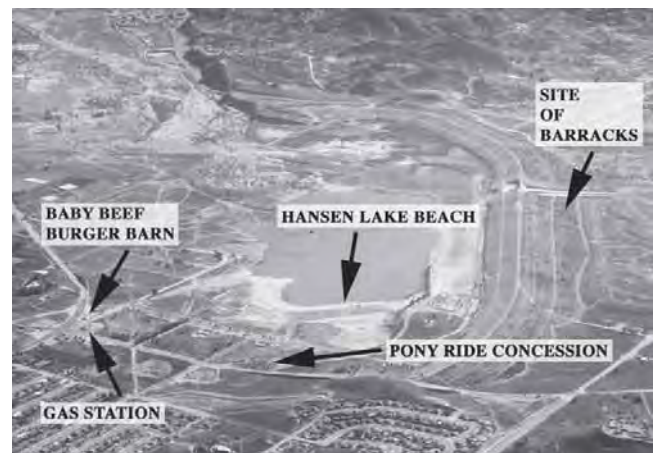 SITE
OF
BARRACKS
BABY BEEF
BURGER BARN
HANSEN LAKE BEACH
PONY RIDE CONCESSION
GAS STATION